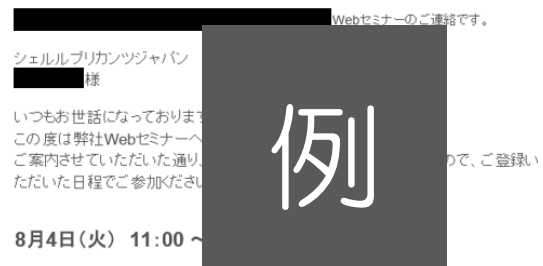 Webセミナーのご連絡です。
シェルルブリカンツジャパン
様
いつもお世話になっております
この度は弊社Webセミナーへ
ご案内させていただいた通り、 ので、ご登録い
ただいた日程でご参加ください
8月4日(火) 11:00 ～
例